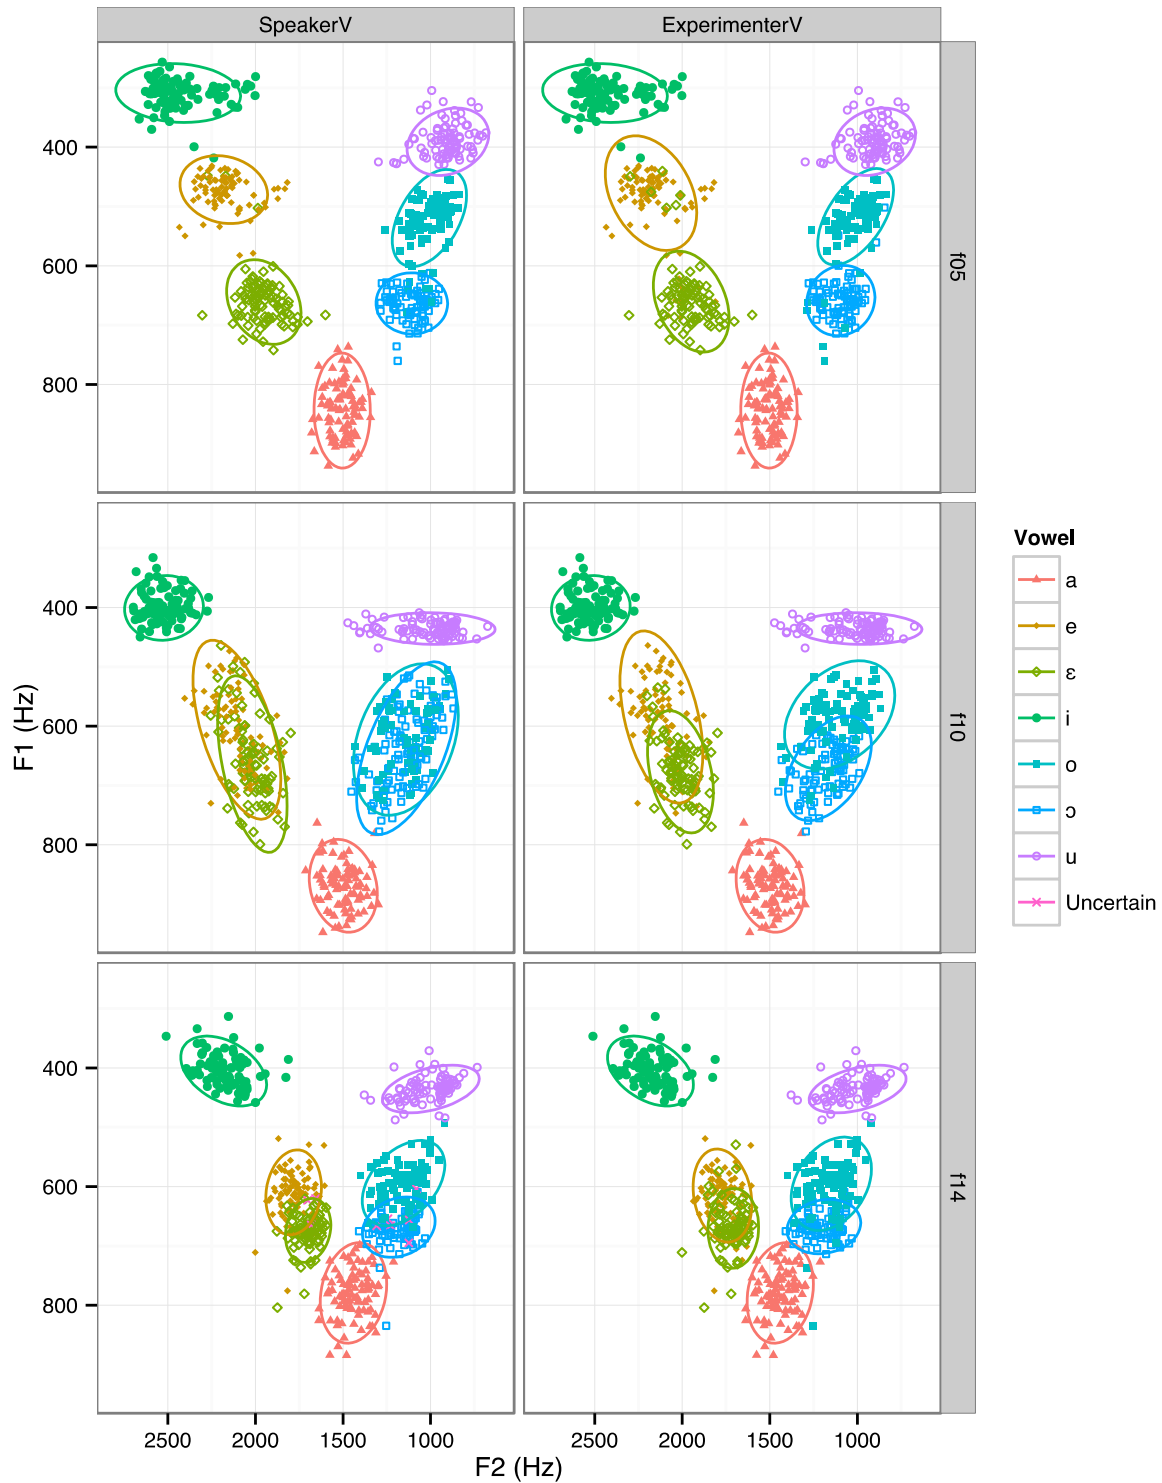 SpeakerV ExperimenterV
400
600
800
f05
400
600
800
f10
400
600
800
f14
2500 2000 1500 1000 2500 2000 1500 1000
F2 (Hz)
F1 (Hz)
Vowel
a
e
ɛ
i
o
ɔ
u
Uncertain